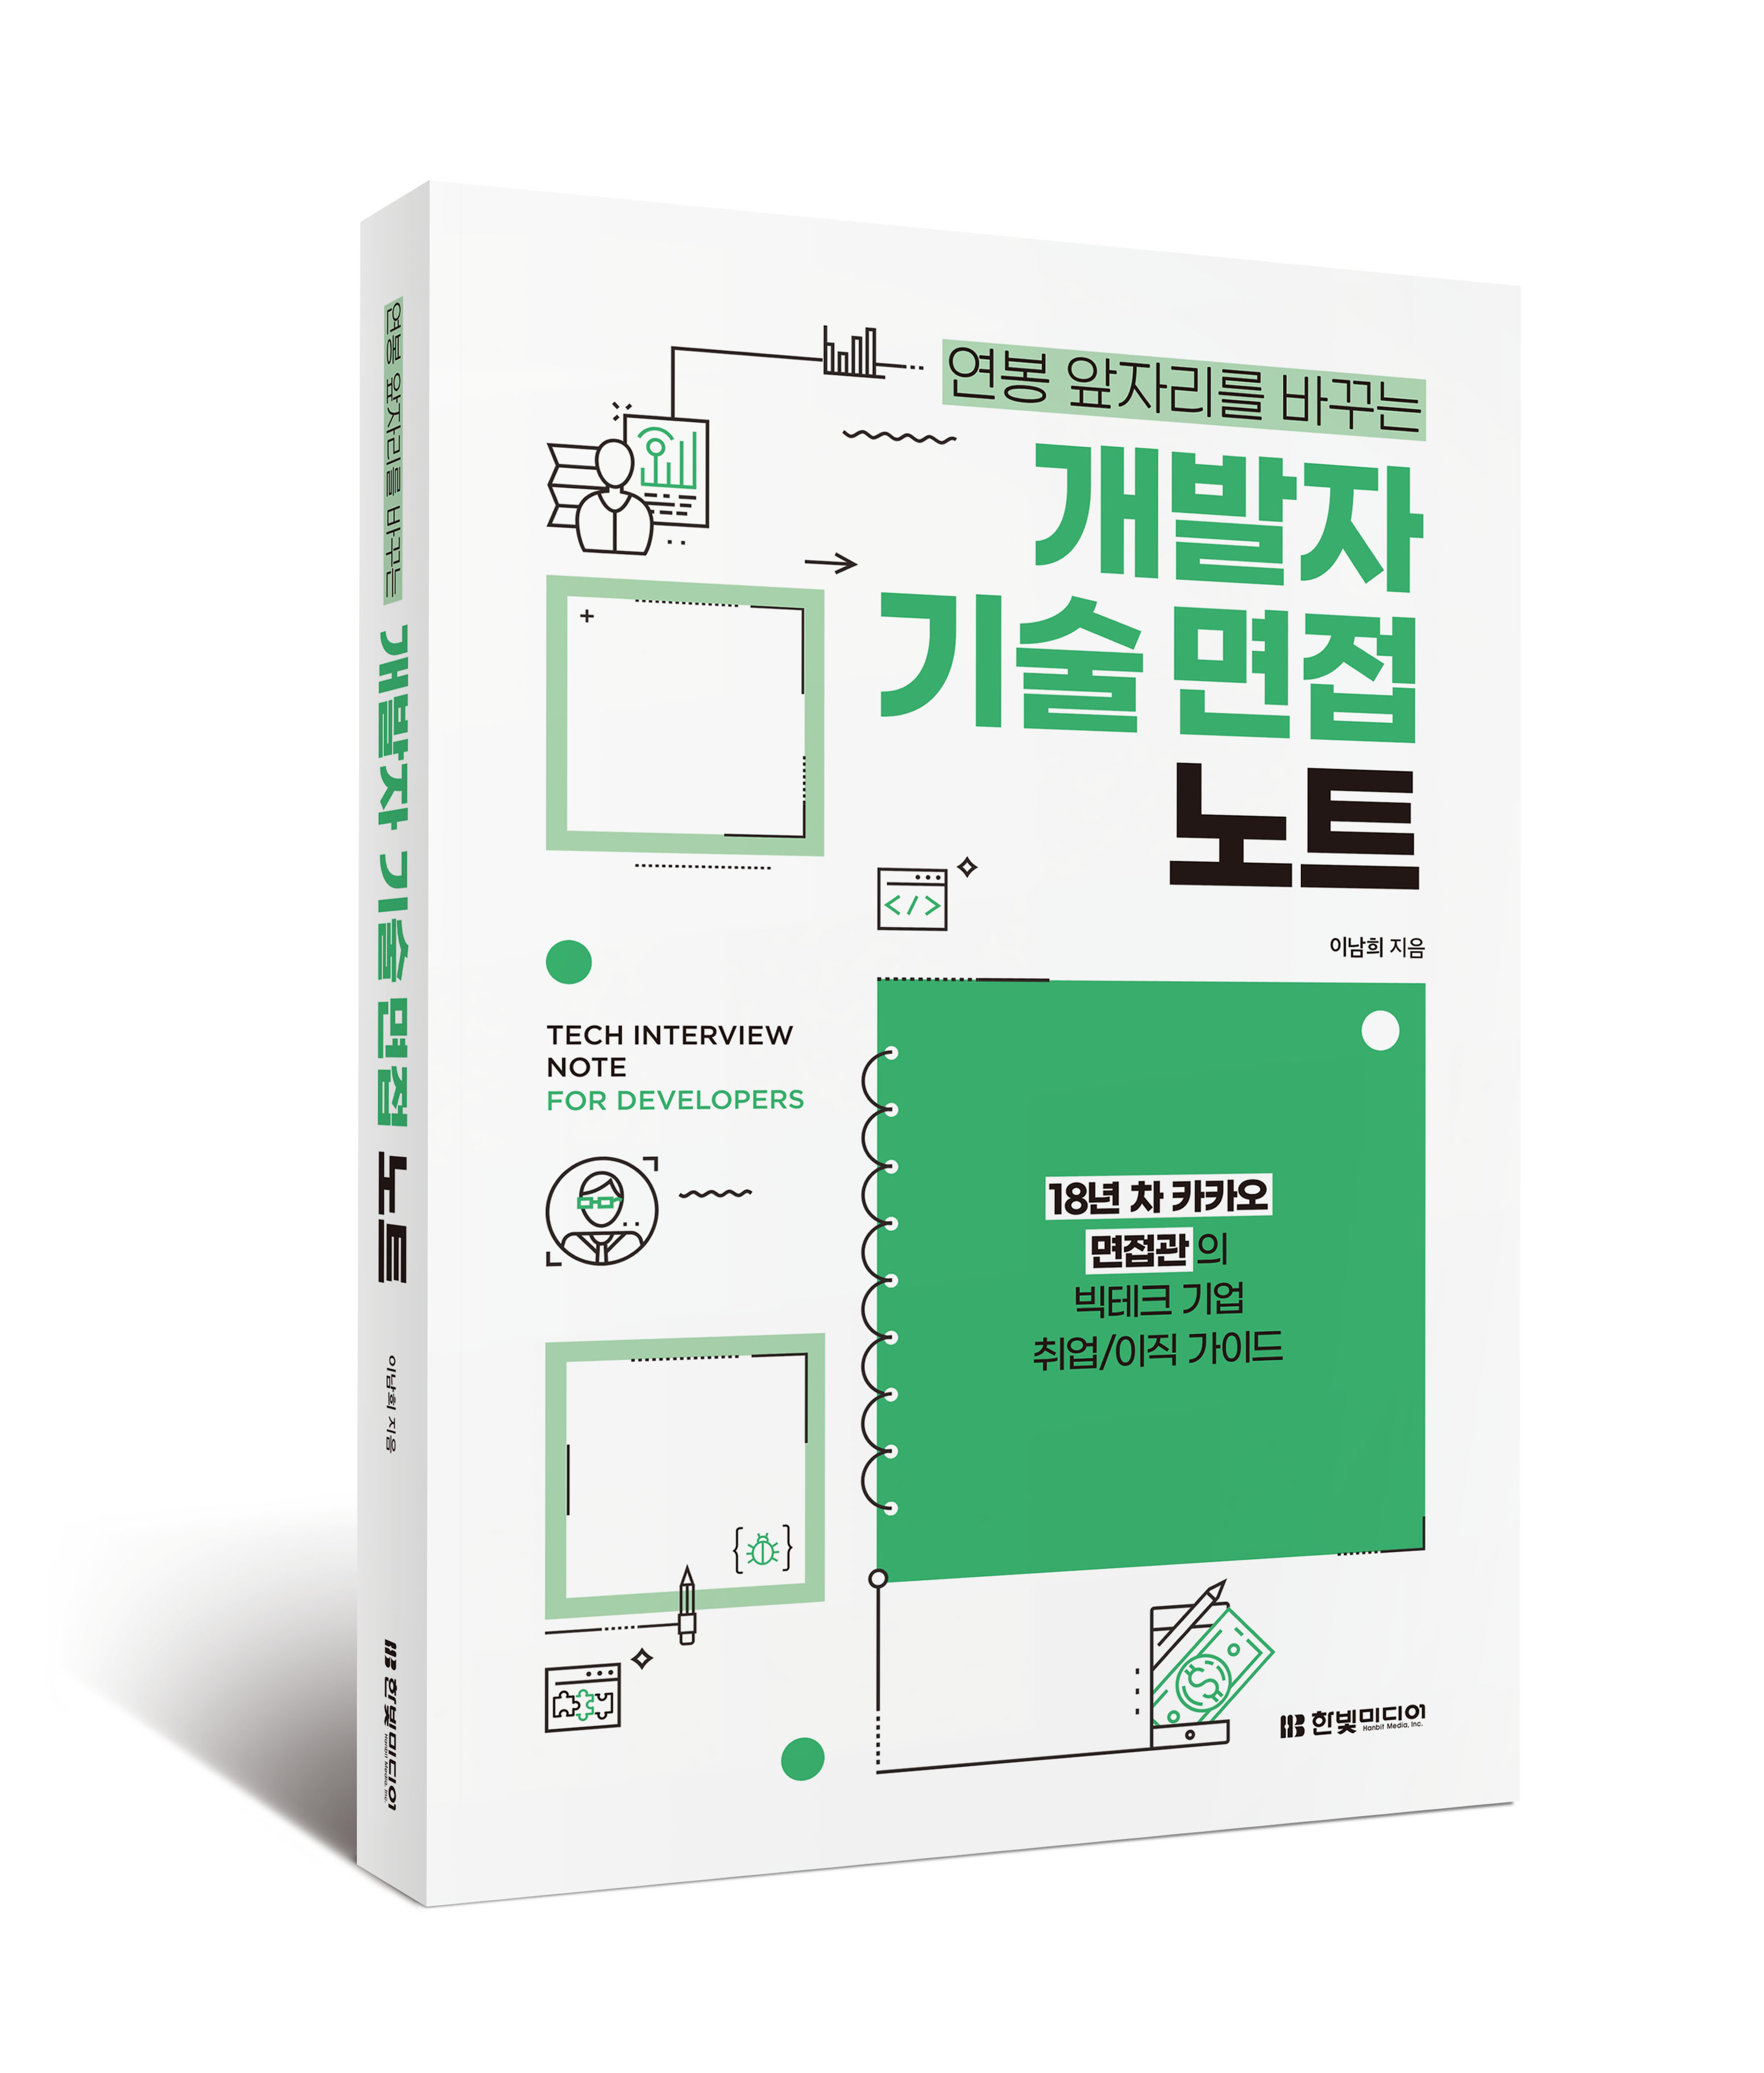 연봉 앞자리를 바꾸는
개발자
기술 면접
노트
이남희 지음
TECH INTERVIEW
NOTE
FOR DEVELOPERS
</>
18년 차 카카오
면접관의
빅테크 기업
취업/이직 가이드
한빛미디어
Hanbit Media, Inc.
연봉 앞자리를 바꾸는 개발자 기술 면접 노트 이남희 지음 한빛미디어
Hanbit Media, Inc.